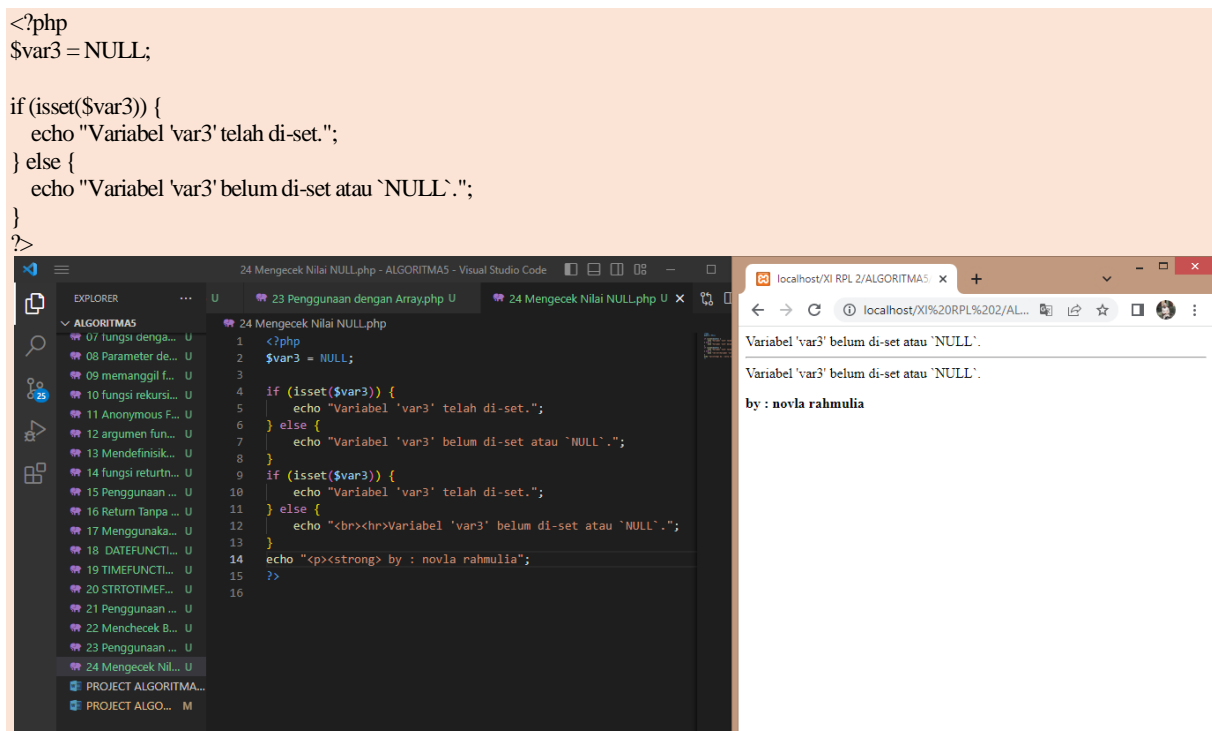 <?php
$var3 = NULL;
if (isset($var3)) {
echo "Variabel 'var3' telah di-set.";
} else {
echo "Variabel 'var3' belum di-set atau `NULL`.";
}
?>
24 Mengecek Nilai NULL.php - ALGORITMA5 - Visual Studio Code
EXPLORER ...
U 23 Penggunaan dengan Array.php U 24 Mengecek Nilai NULL.php U
ALGORITMA5
07 fungsi denga... U
08 Parameter de... U
09 memanggil f... U
10 fungsi rekursi... U
11 Anonymous F... U
12 argumen fun... U
13 Mendefinisik... U
14 fungsi returtn... U
15 Penggunaan ... U
16 Return Tanpa ... U
17 Menggunaka... U
18 DATEFUNCTI... U
19 TIMEFUNCTI... U
20 STRTOTIMEF... U
21 Penggunaan ... U
22 Menchecek B... U
23 Penggunaan ... U
24 Mengecek Nil... U
PROJECT ALGORITMA...
PROJECT ALGO... M
25
24 Mengecek Nilai NULL.php
1 <?php
2 $var3 = NULL;
3
4 if (isset($var3)) {
5 echo "Variabel 'var3' telah di-set.";
6 } else {
7 echo "Variabel 'var3' belum di-set atau `NULL`.";
8 }
9 if (isset($var3)) {
10 echo "Variabel 'var3' telah di-set.";
11 } else {
12 echo "<br><hr>Variabel 'var3' belum di-set atau `NULL`.";
13 }
14 echo "<p><strong> by : novla rahmulia";
15 ?>
16
localhost/XI RPL 2/ALGORITMA5
localhost/XI%20RPL%202/AL...
Variabel 'var3' belum di-set atau `NULL`.
Variabel 'var3' belum di-set atau `NULL`.
by : novla rahmulia